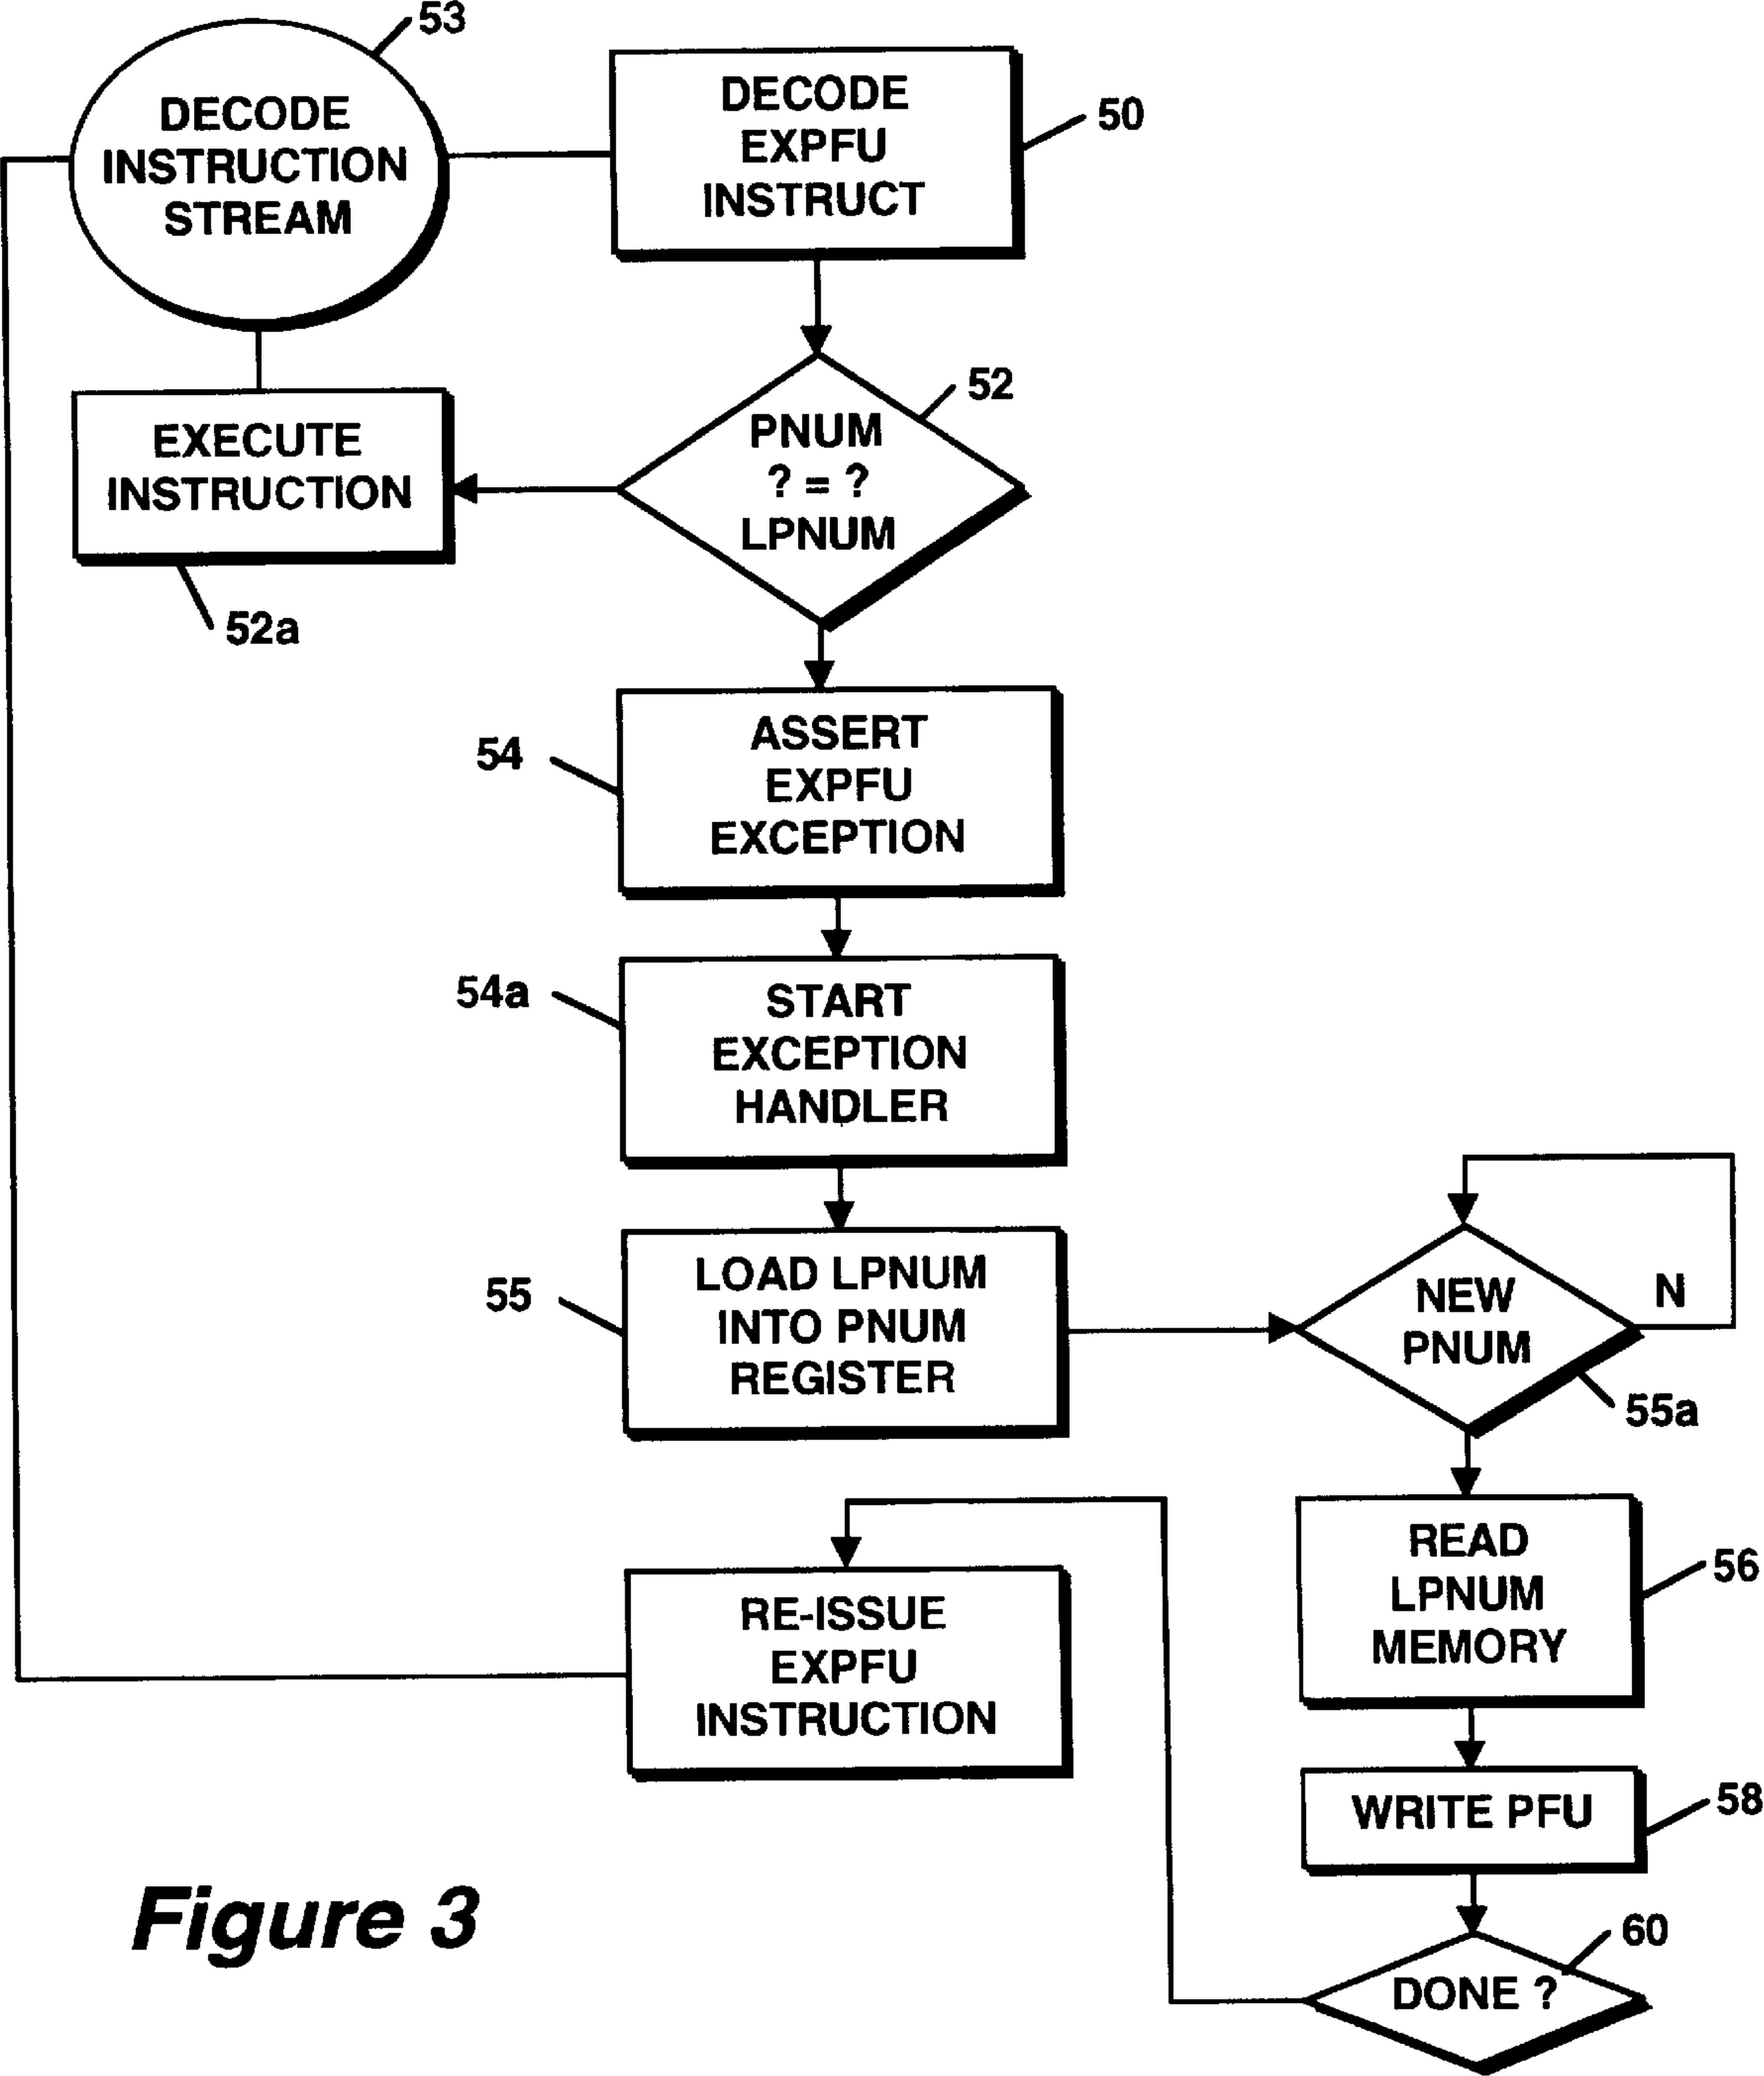 53
DECODE
INSTRUCTION
STREAM
DECODE
EXPFU
INSTRUCT
50
52
PNUM
? = ?
LPNUM
EXECUTE
INSTRUCTION
52a
54
ASSERT
EXPFU
EXCEPTION
54a
START
EXCEPTION
HANDLER
55
LOAD LPNUM
INTO PNUM
REGISTER
NEW
PNUM
N
55a
READ
LPNUM
MEMORY
56
RE-ISSUE
EXPFU
INSTRUCTION
WRITE PFU
58
60
DONE ?
Figure 3